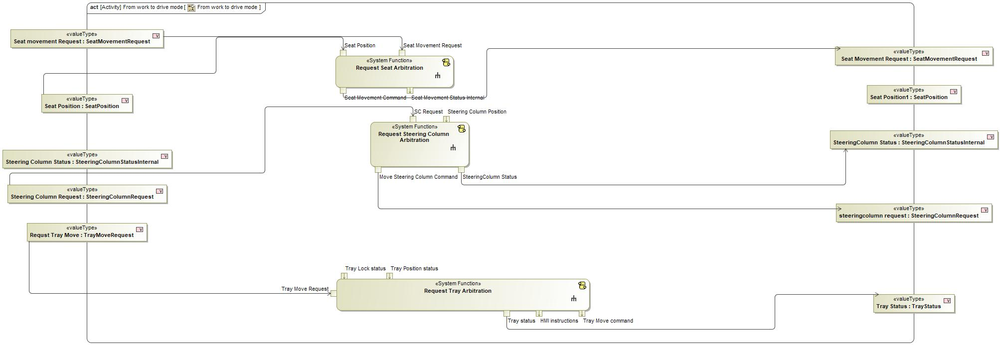 act [Activity] From work to drive mode [ From work to drive mode ]
«valueType»
Seat movement Request : SeatMovementRequest
V
Seat Position
Seat Movement Request
«System Function»
Request Seat Arbitration
Seat Movement Command
Seat Movement Status Internal
«valueType»
Seat Movement Request : SeatMovementRequest
V
«valueType»
Seat Position : SeatPosition
V
«valueType»
Seat Position1 : SeatPosition
V
SC Request
Steering Column Position
«System Function»
Request Steering Column
Arbitration
Move Steering Column Command
SteeringColumn Status
«valueType»
SteeringColumn Status : SteeringColumnStatusInternal
V
«valueType»
Steering Column Status : SteeringColumnStatusInternal
V
«valueType»
Steering Column Request : SteeringColumnRequest
V
«valueType»
steeringcolumn request : SteeringColumnRequest
V
«valueType»
Requst Tray Move : TrayMoveRequest
V
Tray Lock status
Tray Position status
Tray Move Request
«System Function»
Request Tray Arbitration
Tray status
HMI instructions
Tray Move command
«valueType»
Tray Status : TrayStatus
V